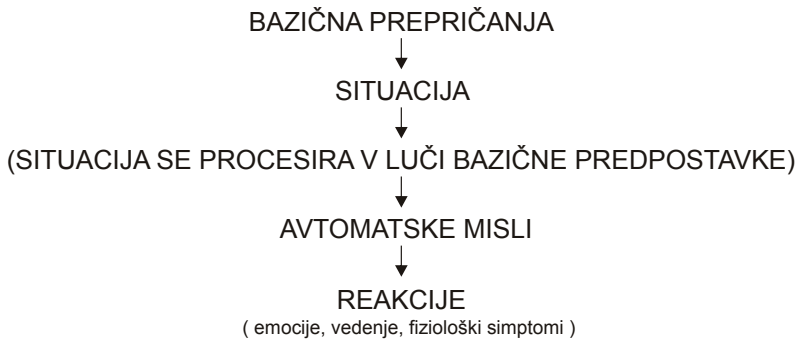 BAZIČNA PREPRIČANJA
SITUACIJA
(SITUACIJA SE PROCESIRA V LUČI BAZIČNE PREDPOSTAVKE)
AVTOMATSKE MISLI
REAKCIJE
( emocije, vedenje, fiziološki simptomi )